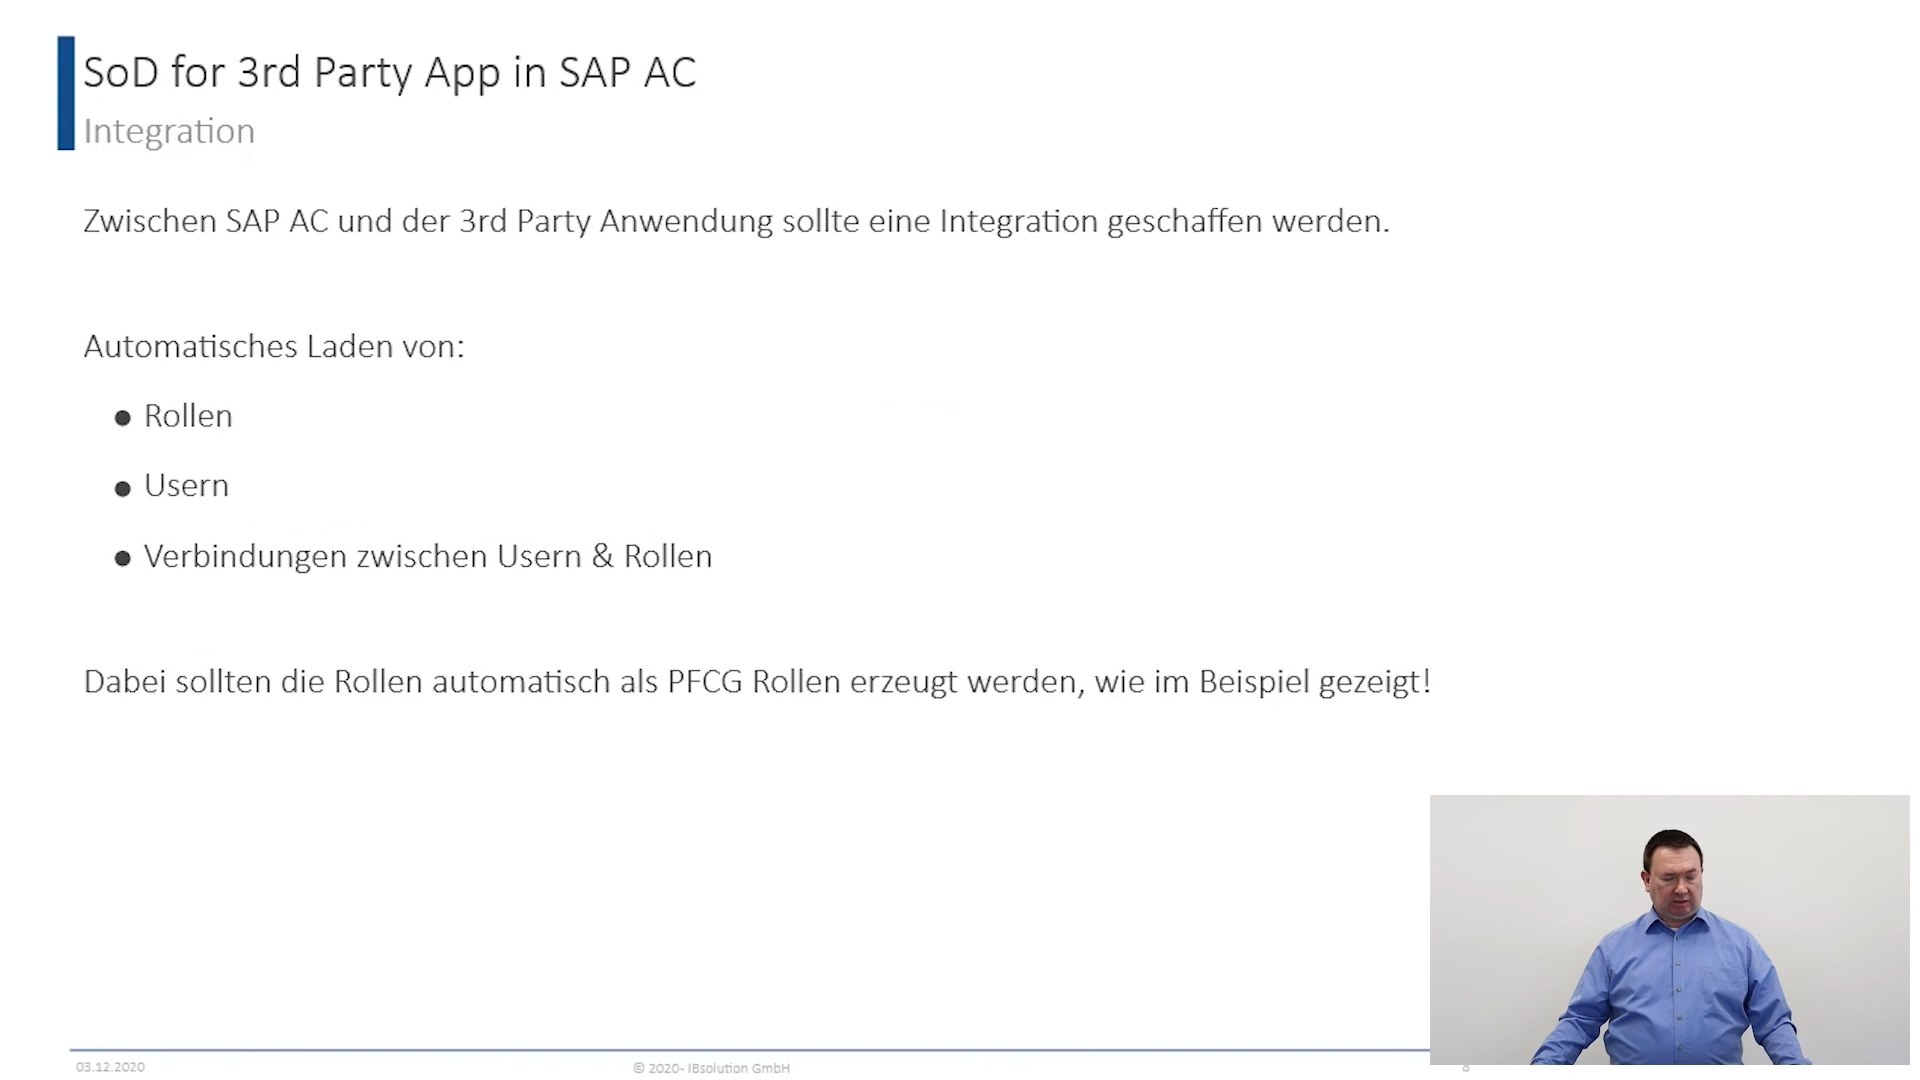 SoD for 3rd Party App in SAP AC
Integration
Zwischen SAP AC und der 3rd Party Anwendung sollte eine Integration geschaffen werden.
Automatisches Laden von:
● Rollen
● Usern
● Verbindungen zwischen Usern & Rollen
Dabei sollten die Rollen automatisch als PFCG Rollen erzeugt werden, wie im Beispiel gezeigt!
03.12.2020
© 2020- IBsolution GmbH